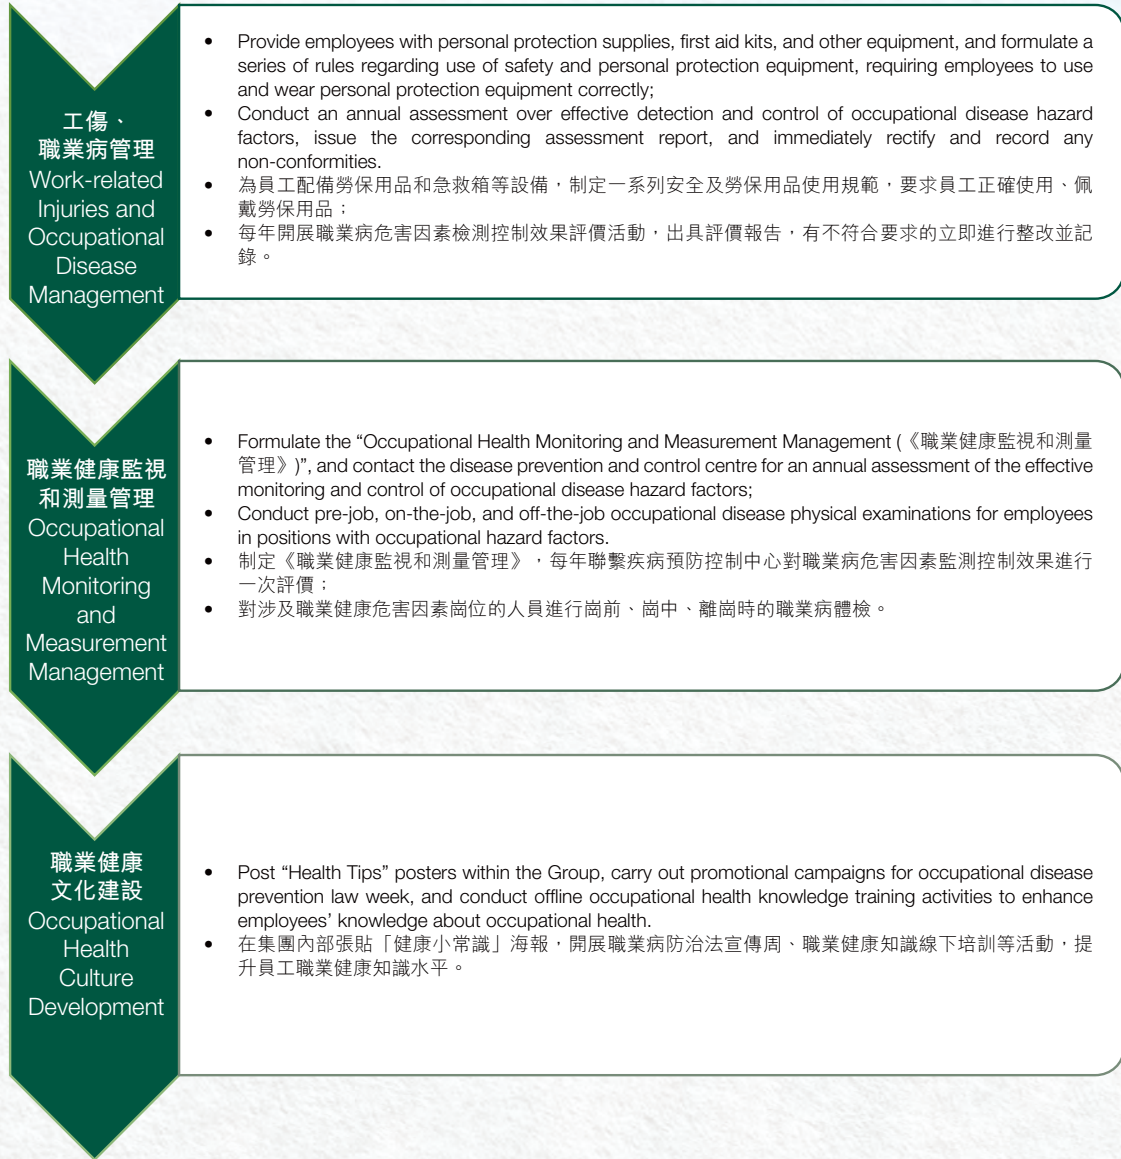 工傷、
職業病管理
Work-related
Injuries and
Occupational
Disease
Management
• Provide employees with personal protection supplies, first aid kits, and other equipment, and formulate a
series of rules regarding use of safety and personal protection equipment, requiring employees to use
and wear personal protection equipment correctly;
• Conduct an annual assessment over effective detection and control of occupational disease hazard
factors, issue the corresponding assessment report, and immediately rectify and record any
non-conformities.
• 為員工配備勞保用品和急救箱等設備，制定一系列安全及勞保用品使用規範，要求員工正確使用、佩
戴勞保用品；
• 每年開展職業病危害因素檢測控制效果評價活動，出具評價報告，有不符合要求的立即進行整改並記
錄。
職業健康監視
和測量管理
Occupational
Health
Monitoring
and
Measurement
Management
• Formulate the “Occupational Health Monitoring and Measurement Management (《職業健康監視和測量
管理》)”, and contact the disease prevention and control centre for an annual assessment of the effective
monitoring and control of occupational disease hazard factors;
• Conduct pre-job, on-the-job, and off-the-job occupational disease physical examinations for employees
in positions with occupational hazard factors.
• 制定《職業健康監視和測量管理》，每年聯繫疾病預防控制中心對職業病危害因素監測控制效果進行
一次評價；
• 對涉及職業健康危害因素崗位的人員進行崗前、崗中、離崗時的職業病體檢。
職業健康
文化建設
Occupational
Health
Culture
Development
• Post “Health Tips” posters within the Group, carry out promotional campaigns for occupational disease
prevention law week, and conduct offline occupational health knowledge training activities to enhance
employees’ knowledge about occupational health.
• 在集團內部張貼「健康小常識」海報，開展職業病防治法宣傳周、職業健康知識線下培訓等活動，提
升員工職業健康知識水平。